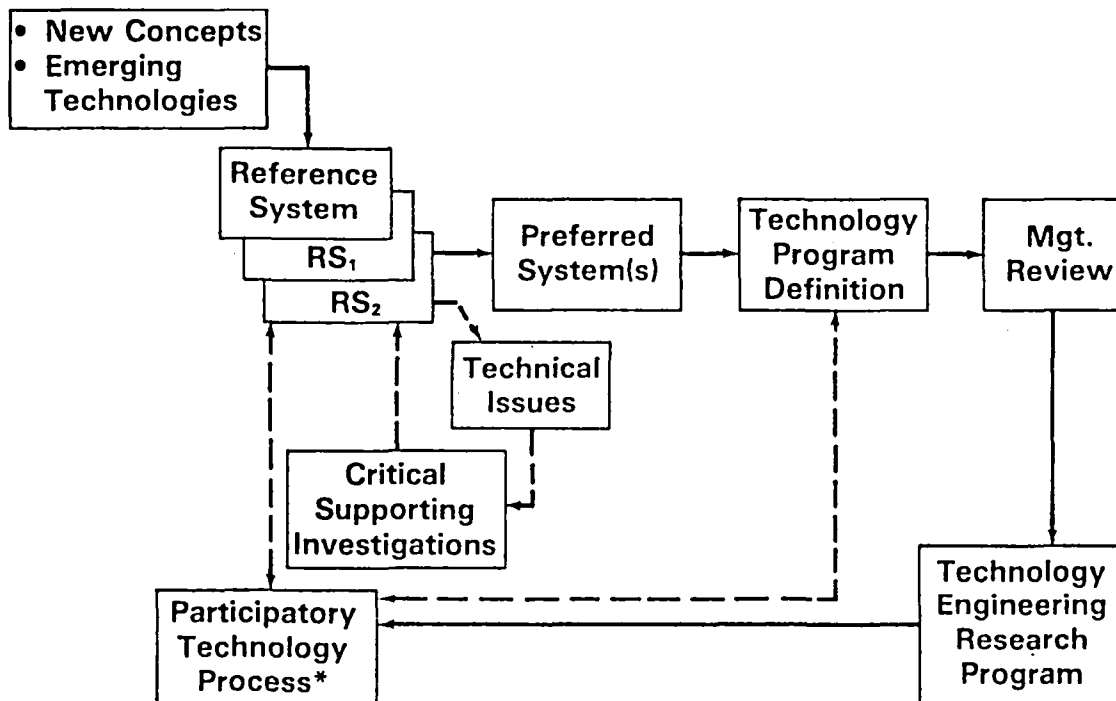 • New Concepts
• Emerging
Technologies
Reference
System
RS₁
RS₂
Preferred
System(s)
Technology
Program
Definition
Mgt.
Review
Technical
Issues
Critical
Supporting
Investigations
Participatory
Technology
Process*
Technology
Engineering
Research
Program